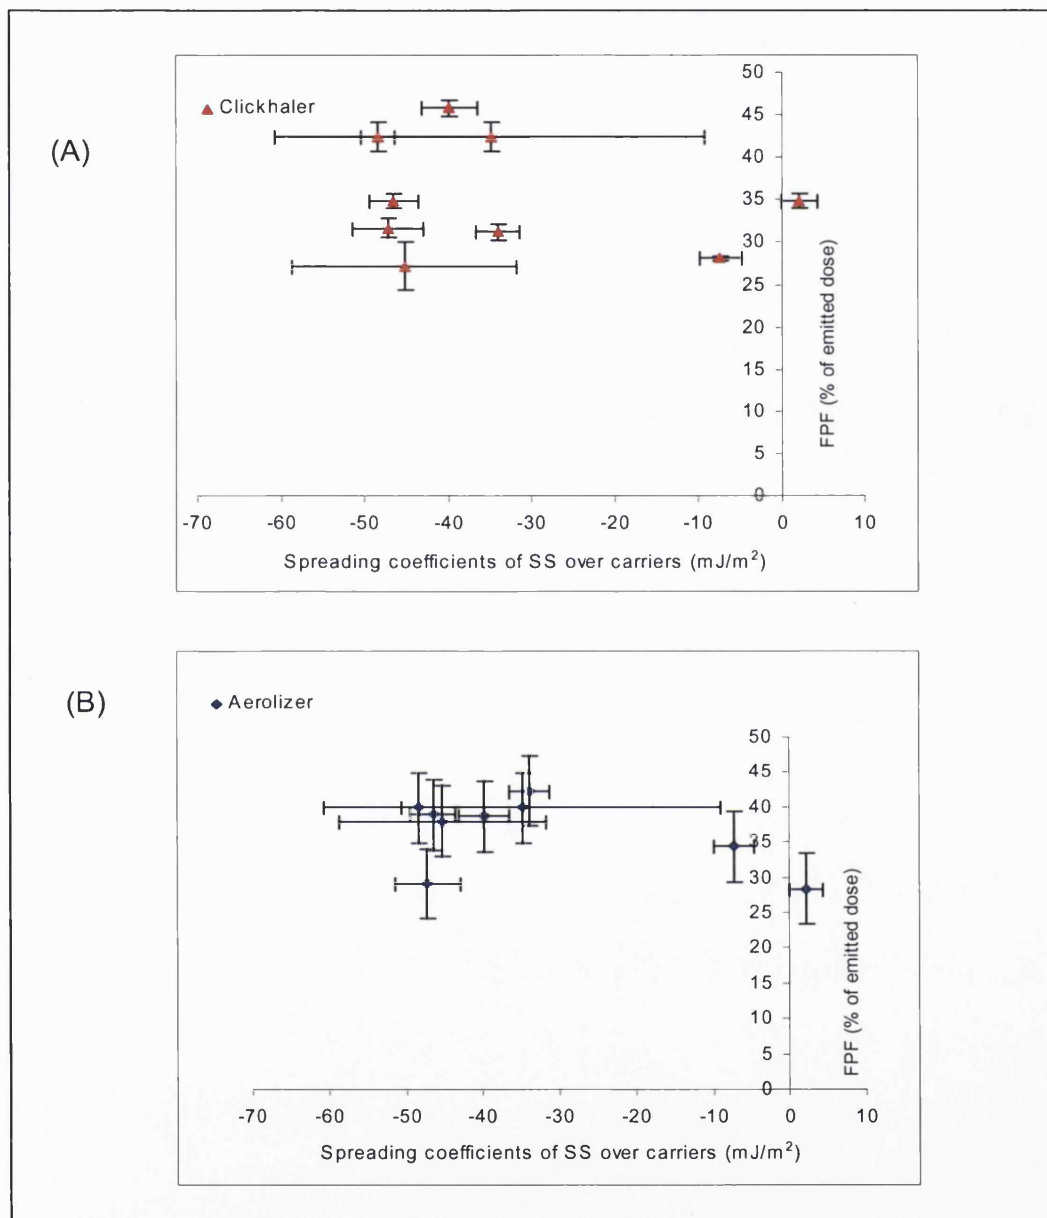 (A)
Clickhaler
50
45
40
35
30
25
20
15
10
5
0
FPF (% of emitted dose)
-70 -60 -50 -40 -30 -20 -10 0 10
Spreading coefficients of SS over carriers (mJ/m²)
(B)
Aerolizer
50
45
40
35
30
25
20
15
10
5
0
FPF (% of emitted dose)
-70 -60 -50 -40 -30 -20 -10 0 10
Spreading coefficients of SS over carriers (mJ/m²)